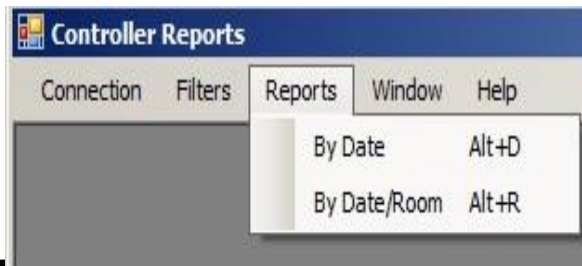 Controller Reports
Connection Filters Reports Window Help
By Date Alt+D
By Date/Room Alt+R